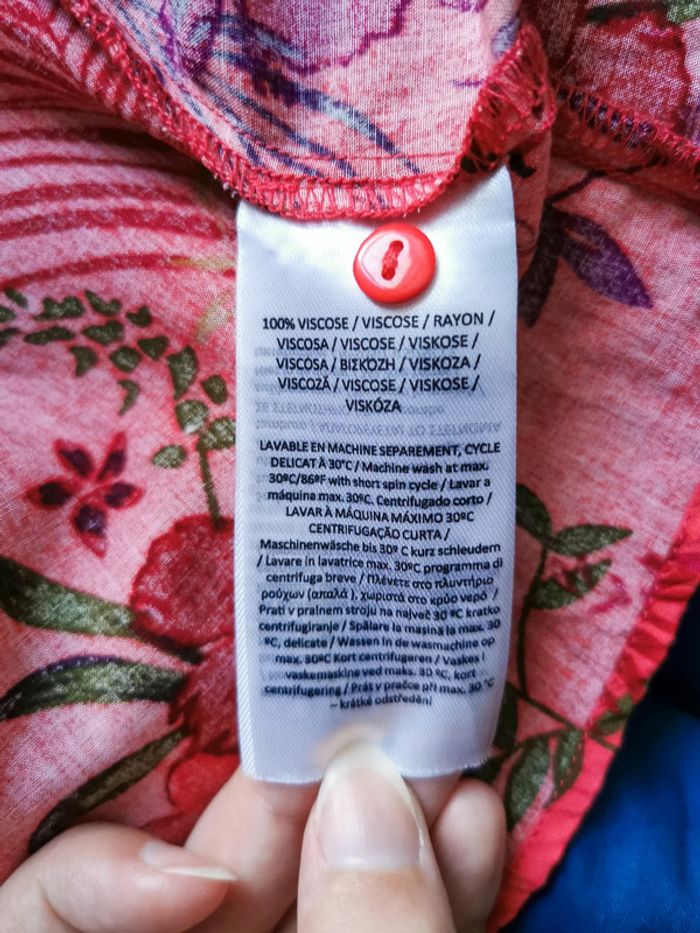 100% VISCOSE / VISCOSE / RAYON /
VISCOSA / VISCOSE / VISKOSE /
VISCOSA / ΒΙΣΚΌΖΗ / VISKOZA /
VISCOZĂ / VISCOSE / VISKOSE /
VISKÓZA
LAVABLE EN MACHINE SEPAREMENT, CYCLE
DELICAT À 30°C / Machine wash at max.
30ºC/86ºF with short spin cycle / Lavar a
máquina max. 30ºC. Centrifugado corto /
LAVAR À MAQUINA MÁXIMO 30ºC
CENTRIFUGAÇÃO CURTA /
Maschinenwäsche bis 30º C kurz schleudern
/ Lavare in lavatrice max. 30ºC programma di
centrifuga breve / Πλένετε στο πλυντήριο
ρούχων (απαλά ), χωριστά στο κρύο νερό /
Prati v pralnem stroju na največ 30 ºC kratko
centrifugiranje / Spălare la masină la max. 30
ºC, delicate / Wassen in de wasmachine op
max. 30ºC Kort centrifugeren / Vaskes i
vaskemaskine ved maks. 30 ºC, kort
centrifugering / Prát v pračce při max. 30 °C
– krátké odstředění